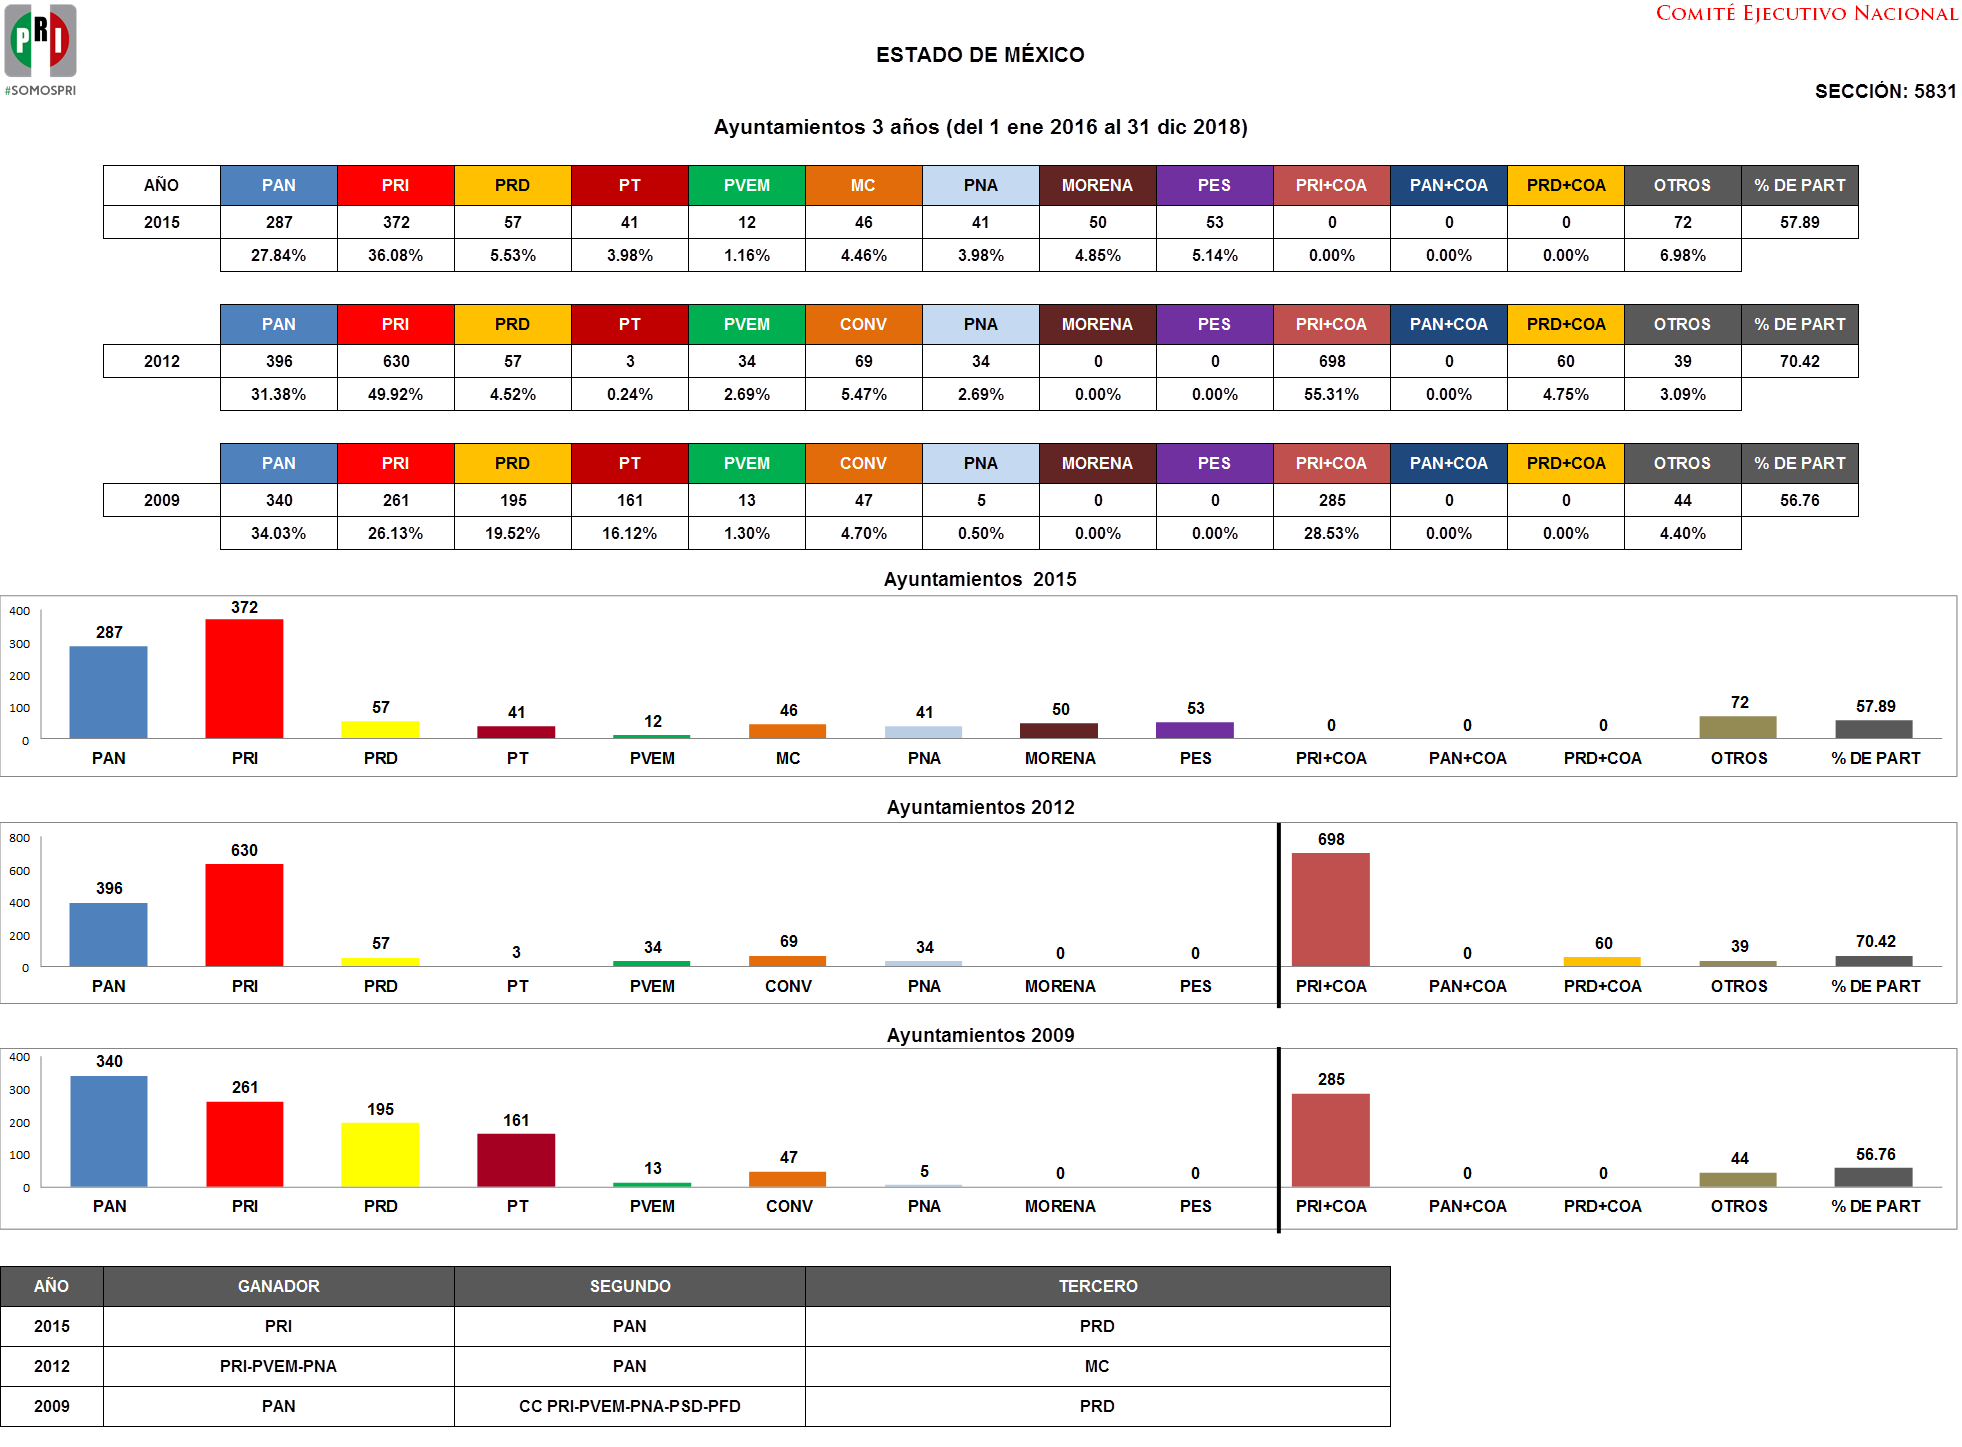 COMITÉ EJECUTIVO NACIONAL
PRI
#SOMOSPRI
ESTADO DE MÉXICO
SECCIÓN: 5831
Ayuntamientos 3 años (del 1 ene 2016 al 31 dic 2018)
AÑO PAN PRI PRD PT PVEM MC PNA MORENA PES PRI+COA PAN+COA PRD+COA OTROS % DE PART
2015 287 372 57 41 12 46 41 50 53 0 0 0 72 57.89
27.84% 36.08% 5.53% 3.98% 1.16% 4.46% 3.98% 4.85% 5.14% 0.00% 0.00% 0.00% 6.98%
PAN PRI PRD PT PVEM CONV PNA MORENA PES PRI+COA PAN+COA PRD+COA OTROS % DE PART
2012 396 630 57 3 34 69 34 0 0 698 0 60 39 70.42
31.38% 49.92% 4.52% 0.24% 2.69% 5.47% 2.69% 0.00% 0.00% 55.31% 0.00% 4.75% 3.09%
PAN PRI PRD PT PVEM CONV PNA MORENA PES PRI+COA PAN+COA PRD+COA OTROS % DE PART
2009 340 261 195 161 13 47 5 0 0 285 0 0 44 56.76
34.03% 26.13% 19.52% 16.12% 1.30% 4.70% 0.50% 0.00% 0.00% 28.53% 0.00% 0.00% 4.40%
Ayuntamientos 2015
400
300
200
100
0
287 372 57 41 12 46 41 50 53 0 0 0 72 57.89
PAN PRI PRD PT PVEM MC PNA MORENA PES PRI+COA PAN+COA PRD+COA OTROS % DE PART
Ayuntamientos 2012
800
600
400
200
0
396 630 57 3 34 69 34 0 0 698 0 60 39 70.42
PAN PRI PRD PT PVEM CONV PNA MORENA PES PRI+COA PAN+COA PRD+COA OTROS % DE PART
Ayuntamientos 2009
400
300
200
100
0
340 261 195 161 13 47 5 0 0 285 0 0 44 56.76
PAN PRI PRD PT PVEM CONV PNA MORENA PES PRI+COA PAN+COA PRD+COA OTROS % DE PART
AÑO GANADOR SEGUNDO TERCERO
2015 PRI PAN PRD
2012 PRI-PVEM-PNA PAN MC
2009 PAN CC PRI-PVEM-PNA-PSD-PFD PRD